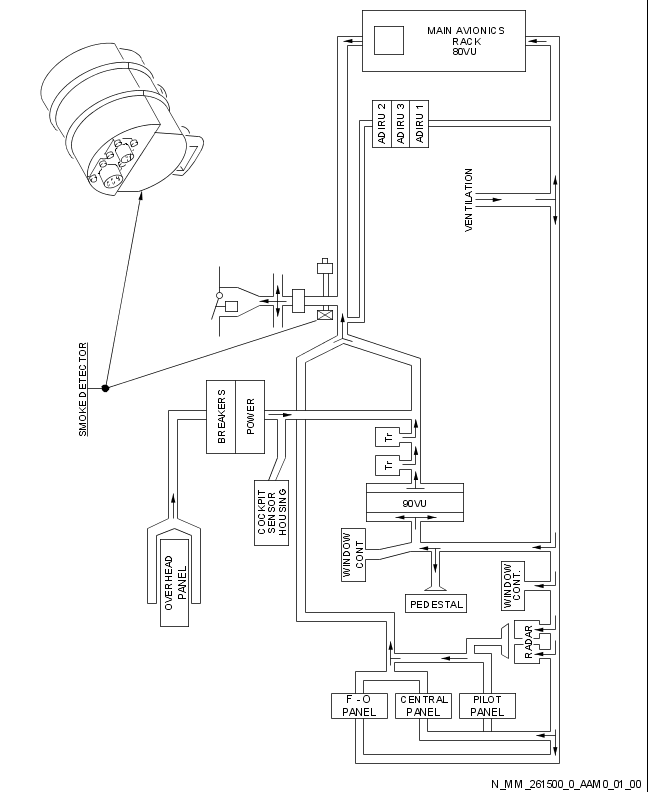 MAIN AVIONICS
RACK
80VU
ADIRU 2
ADIRU 3
ADIRU 1
VENTILATION
SMOKE DETECTOR
BREAKERS
POWER
Tr
Tr
COCKPIT
SENSOR
HOUSING
90VU
WINDOW
CONT
OVERHEAD
PANEL
PEDESTAL
WINDOW
CONT.
RADAR
F - O
PANEL
CENTRAL
PANEL
PILOT
PANEL
N_MM_261500_0_AAM0_01_00